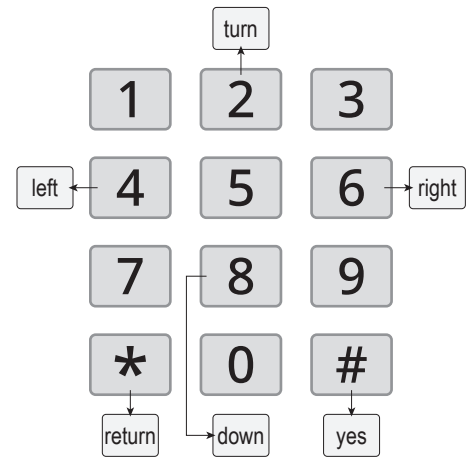 turn
1 2 3
left 4 5 6 right
7 8 9
* 0 #
return down yes